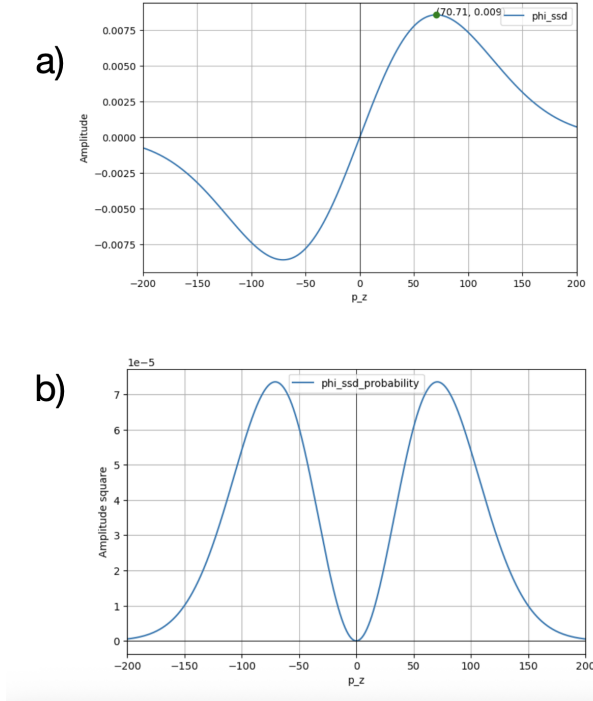 a)
(70.71, 0.009
phi_ssd
0.0075
0.0050
0.0025
0.0000
−0.0025
−0.0050
−0.0075
Amplitude
−200 −150 −100 −50 0 50 100 150 200
p_z
b)
1e−5
phi_ssd_probability
7
6
5
4
3
2
1
0
Amplitude square
−200 −150 −100 −50 0 50 100 150 200
p_z